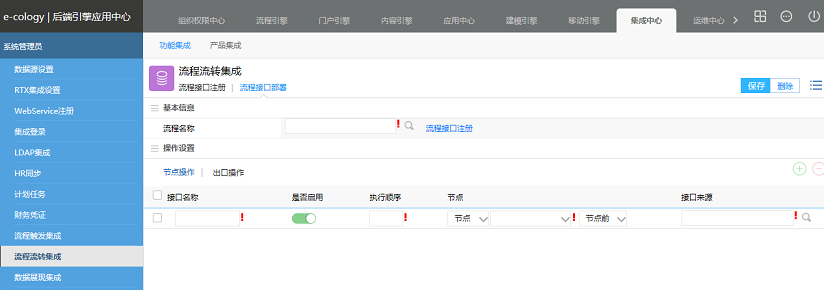 e-cology | 后端引擎应用中心
组织权限中心 流程引擎 门户引擎 内容引擎 应用中心 建模引擎 移动引擎 集成中心 运维中心
系统管理员
功能集成 产品集成
数据源设置
RTX集成设置
WebService注册
集成登录
LDAP集成
HR同步
计划任务
财务凭证
流程触发集成
流程流转集成
数据展现集成
流程流转集成
流程接口注册 | 流程接口部署
保存 删除
基本信息
流程名称 ! 流程接口注册
操作设置
节点操作 | 出口操作
接口名称 是否启用 执行顺序 节点 接口来源
! ! 节点 ! 节点前 !